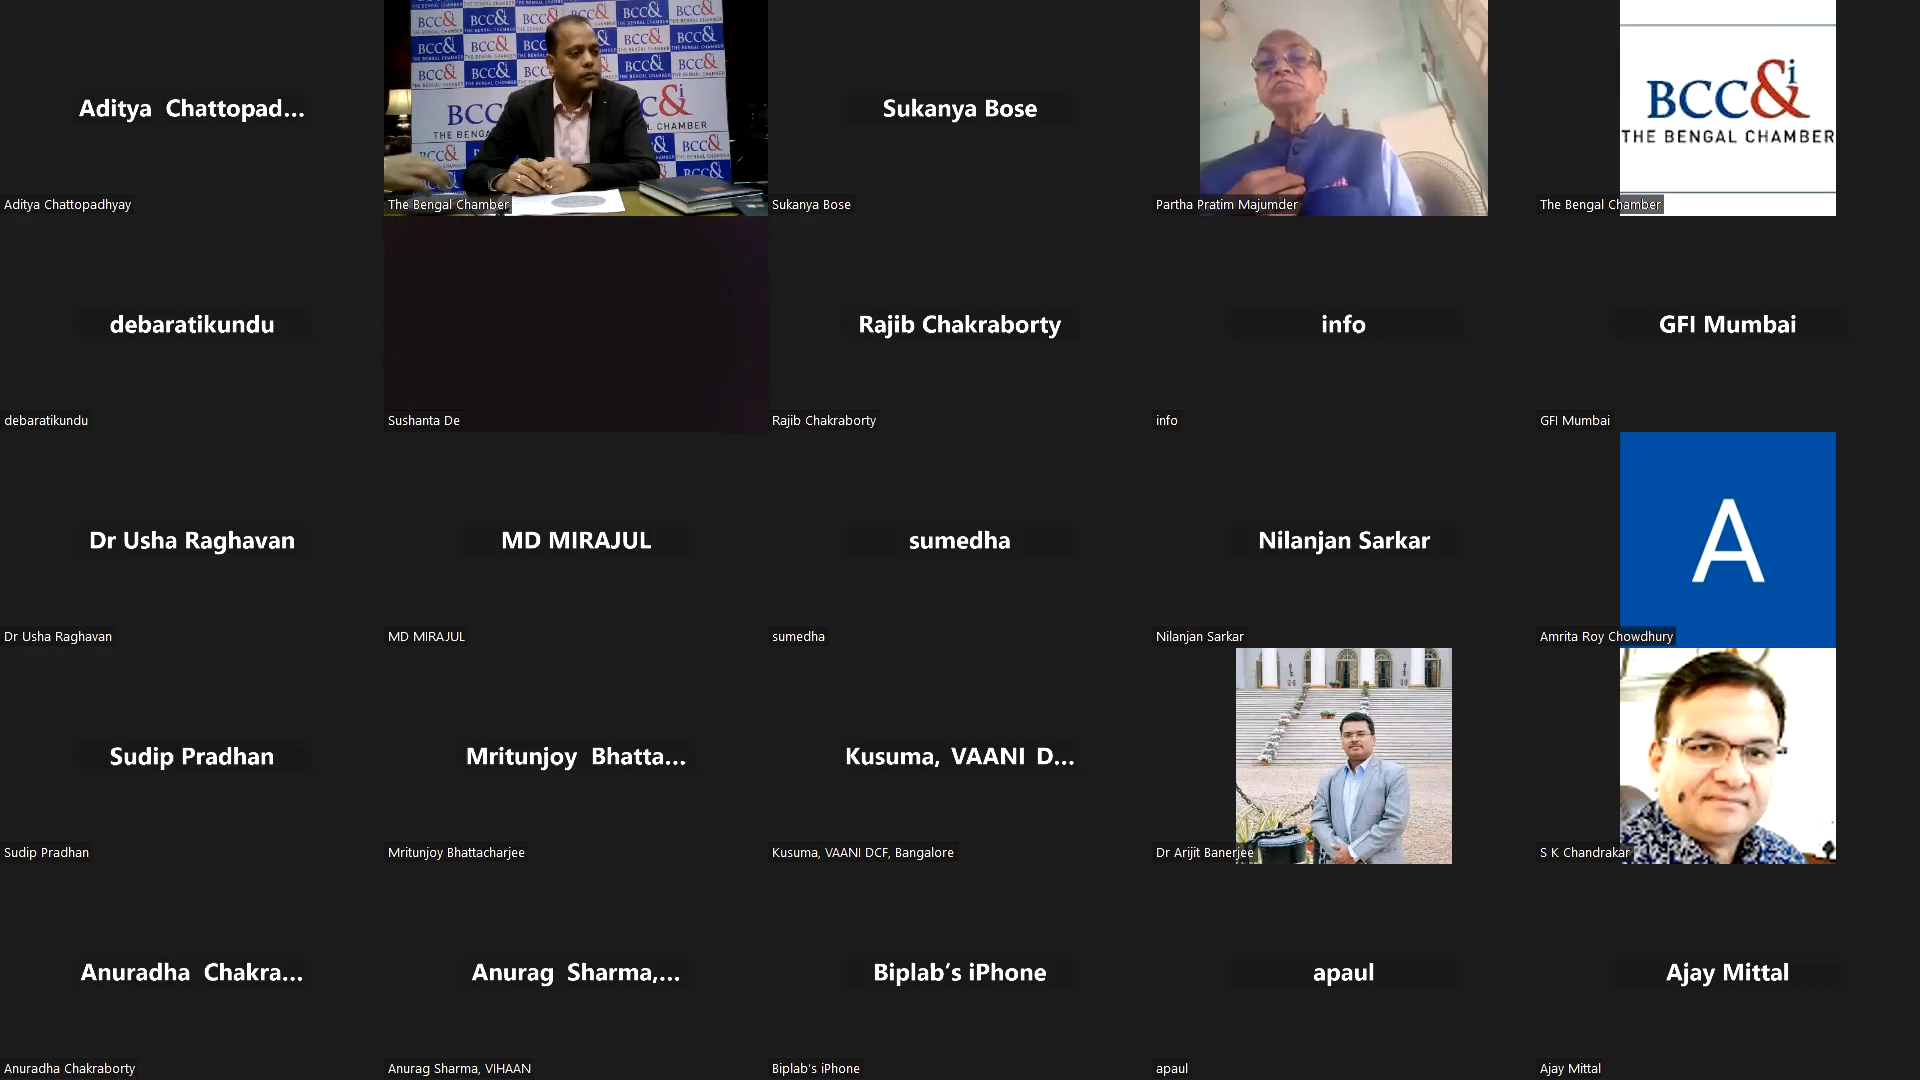 Aditya Chattopad...
Aditya Chattopadhyay
BCC&i
THE BENGAL CHAMBER
The Bengal Chamber
Sukanya Bose
Sukanya Bose
Partha Pratim Majumder
BCC&i
THE BENGAL CHAMBER
The Bengal Chamber
debaratikundu
debaratikundu
Sushanta De
Rajib Chakraborty
Rajib Chakraborty
info
info
GFI Mumbai
GFI Mumbai
Dr Usha Raghavan
Dr Usha Raghavan
MD MIRAJUL
MD MIRAJUL
sumedha
sumedha
Nilanjan Sarkar
Nilanjan Sarkar
A
Amrita Roy Chowdhury
Sudip Pradhan
Sudip Pradhan
Mritunjoy Bhatta...
Mritunjoy Bhattacharjee
Kusuma, VAANI D...
Kusuma, VAANI DCF, Bangalore
Dr Arijit Banerjee
S K Chandrakar
Anuradha Chakra...
Anuradha Chakraborty
Anurag Sharma,...
Anurag Sharma, VIHAAN
Biplab's iPhone
Biplab's iPhone
apaul
apaul
Ajay Mittal
Ajay Mittal